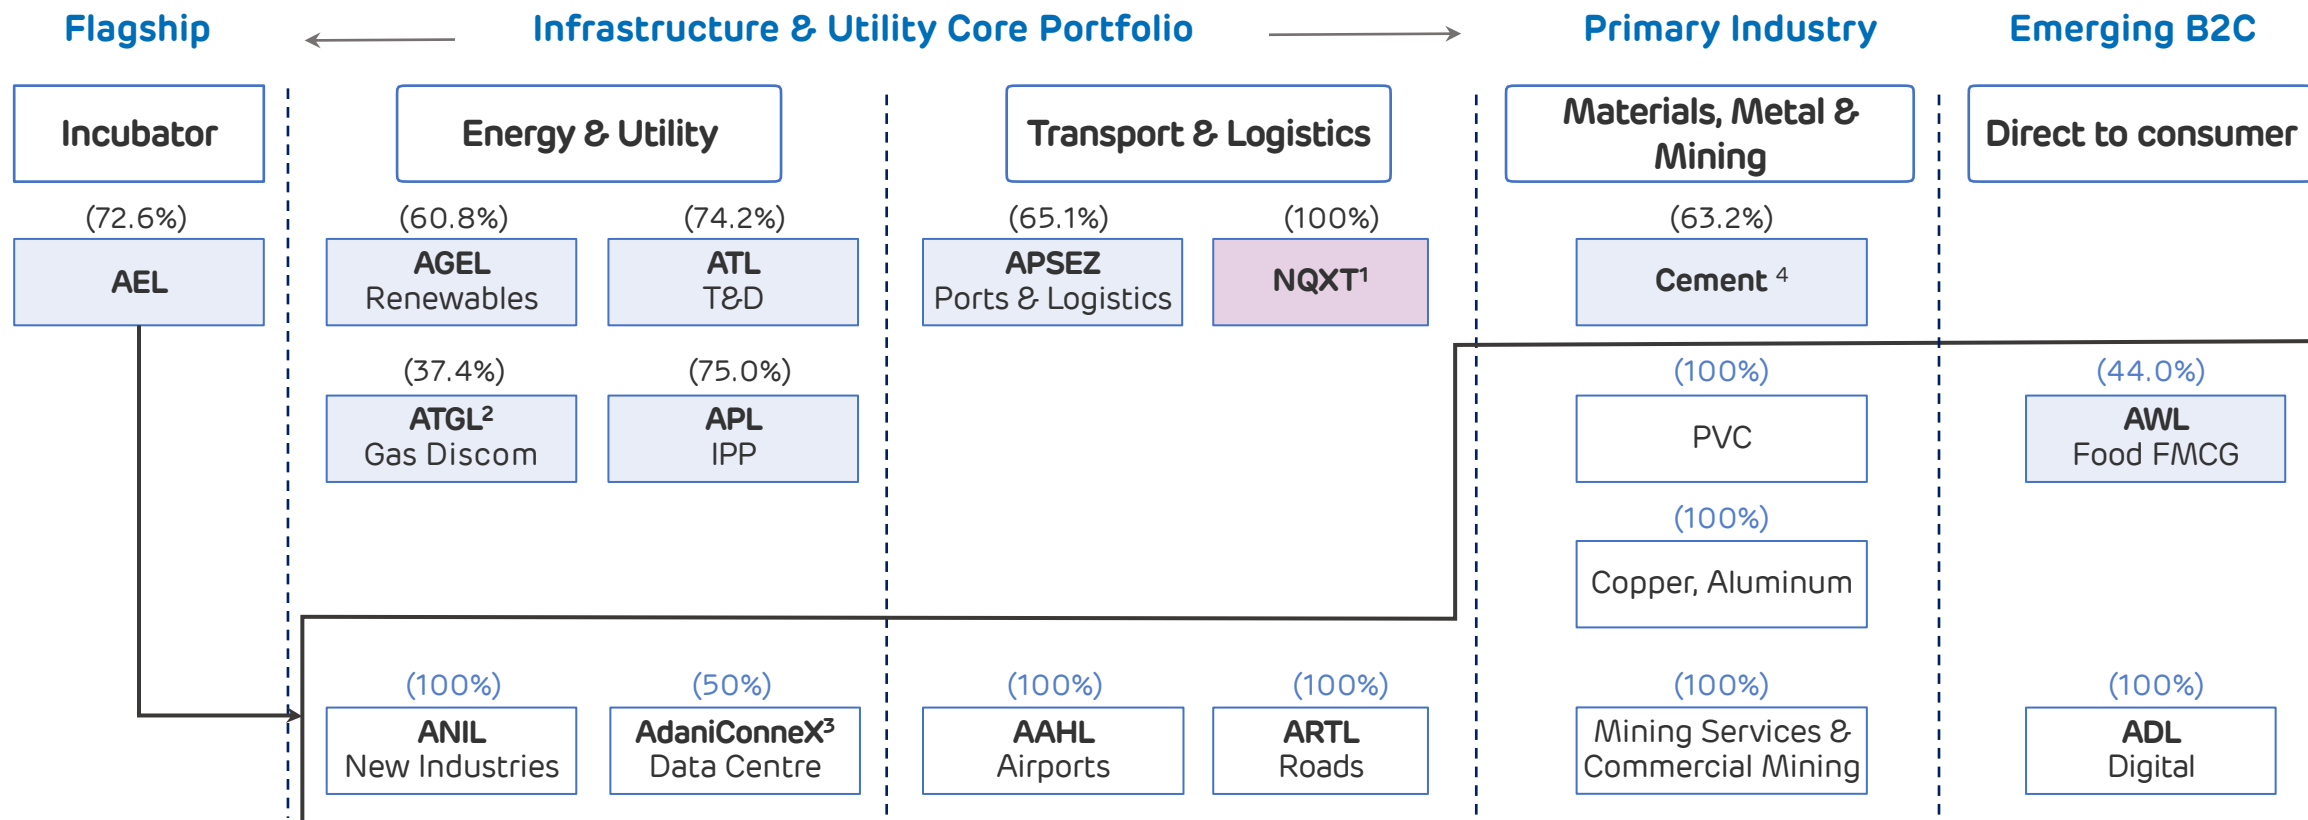 Flagship
Infrastructure & Utility Core Portfolio
Primary Industry
Emerging B2C
Incubator
Energy & Utility
Transport & Logistics
Materials, Metal &
Mining
Direct to consumer
(72.6%)
(60.8%)
(74.2%)
(65.1%)
(100%)
(63.2%)
AEL
AGEL
Renewables
ATL
T&D
APSEZ
Ports & Logistics
NQXT¹
Cement ⁴
(37.4%)
(75.0%)
(100%)
(44.0%)
ATGL²
Gas Discom
APL
IPP
PVC
AWL
Food FMCG
(100%)
Copper, Aluminum
(100%)
(50%)
(100%)
(100%)
(100%)
(100%)
ANIL
New Industries
AdaniConneX³
Data Centre
AAHL
Airports
ARTL
Roads
Mining Services &
Commercial Mining
ADL
Digital